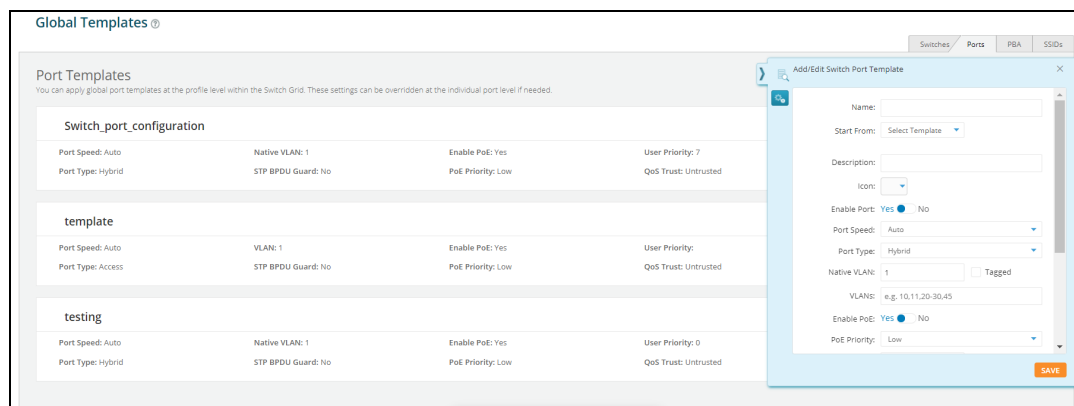 Global Templates
Switches Ports PBA SSIDs
Port Templates
You can apply global port templates at the profile level within the Switch Grid. These settings can be overridden at the individual port level if needed.
Switch_port_configuration
Port Speed: Auto Native VLAN: 1 Enable PoE: Yes User Priority: 7
Port Type: Hybrid STP BPDU Guard: No PoE Priority: Low QoS Trust: Untrusted
template
Port Speed: Auto VLAN: 1 Enable PoE: Yes User Priority:
Port Type: Access STP BPDU Guard: No PoE Priority: Low QoS Trust: Untrusted
testing
Port Speed: Auto Native VLAN: 1 Enable PoE: Yes User Priority: 0
Port Type: Hybrid STP BPDU Guard: No PoE Priority: Low QoS Trust: Untrusted
Add/Edit Switch Port Template
Name:
Start From: Select Template
Description:
Icon:
Enable Port: Yes No
Port Speed: Auto
Port Type: Hybrid
Native VLAN: 1 Tagged
VLANs: e.g. 10,11,20-30,45
Enable PoE: Yes No
PoE Priority: Low
SAVE